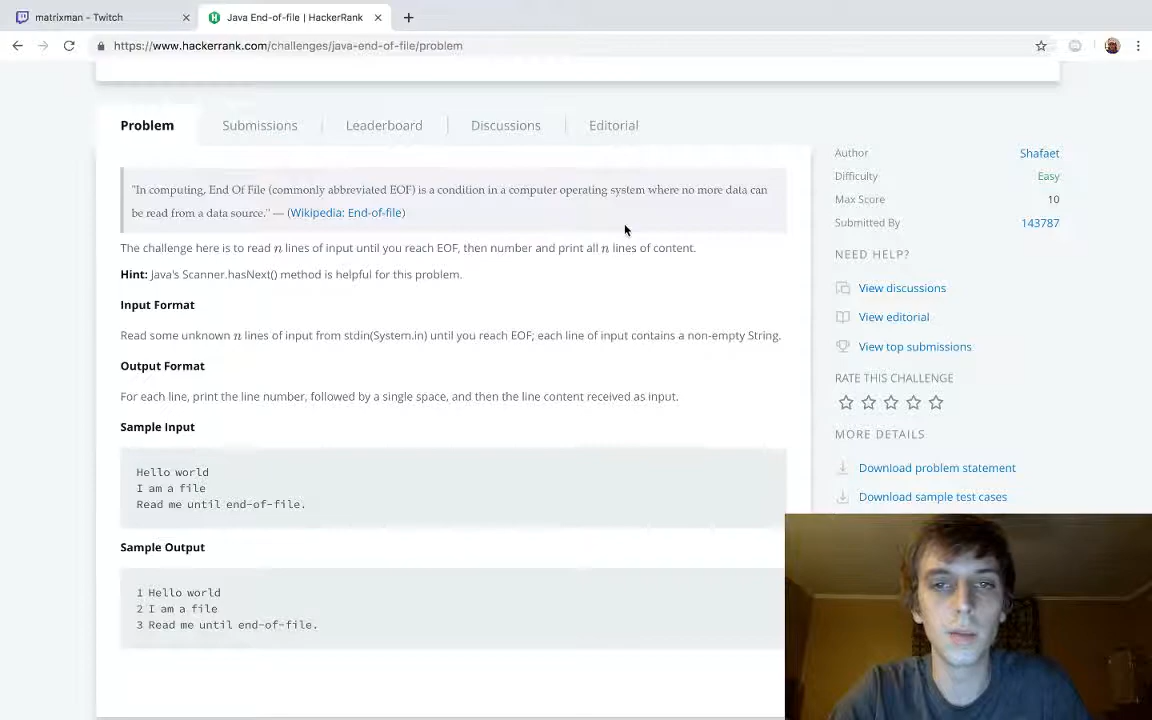 matrixman - Twitch
Java End-of-file | HackerRank
https://www.hackerrank.com/challenges/java-end-of-file/problem
Problem
Submissions
Leaderboard
Discussions
Editorial
"In computing, End Of File (commonly abbreviated EOF) is a condition in a computer operating system where no more data can
be read from a data source." — (Wikipedia: End-of-file)
The challenge here is to read n lines of input until you reach EOF, then number and print all n lines of content.
Hint: Java's Scanner.hasNext() method is helpful for this problem.
Input Format
Read some unknown n lines of input from stdin(System.in) until you reach EOF; each line of input contains a non-empty String.
Output Format
For each line, print the line number, followed by a single space, and then the line content received as input.
Sample Input
Hello world
I am a file
Read me until end-of-file.
Sample Output
1 Hello world
2 I am a file
3 Read me until end-of-file.
Author Shafaet
Difficulty Easy
Max Score 10
Submitted By 143787
NEED HELP?
View discussions
View editorial
View top submissions
RATE THIS CHALLENGE
MORE DETAILS
Download problem statement
Download sample test cases